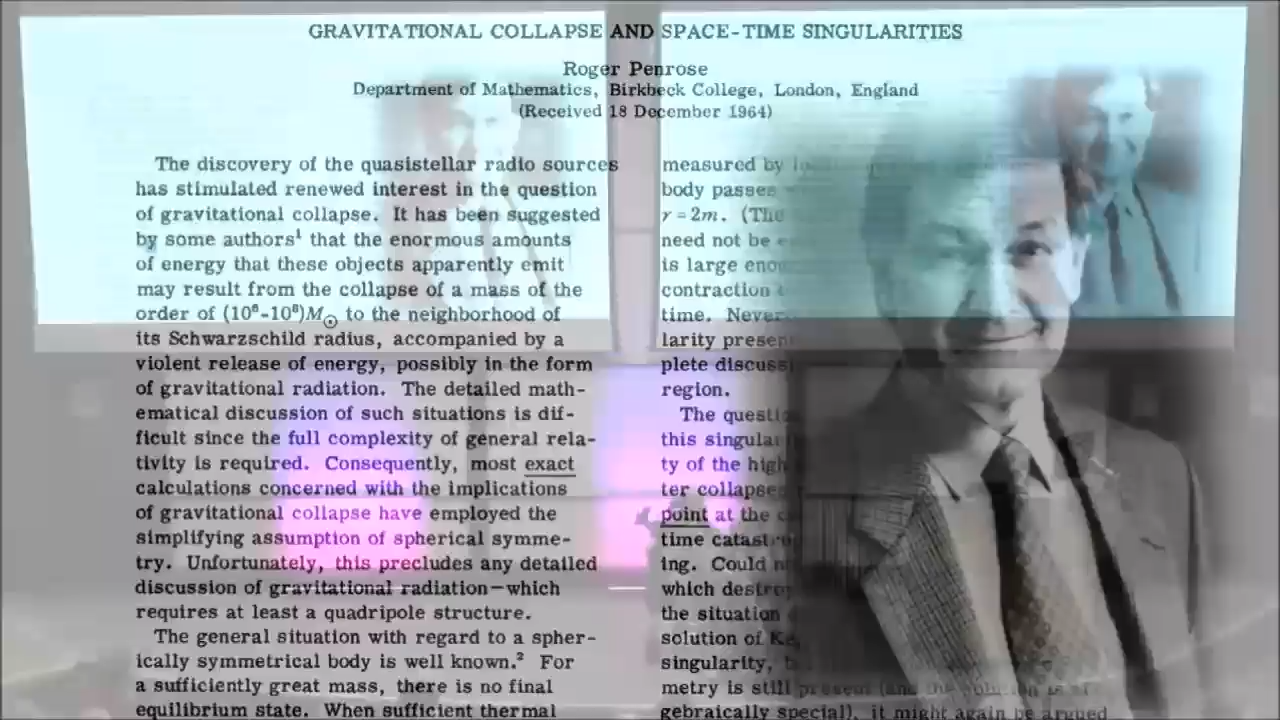 GRAVITATIONAL COLLAPSE AND SPACE-TIME SINGULARITIES
Roger Penrose
Department of Mathematics, Birkbeck College, London, England
(Received 18 December 1964)
The discovery of the quasistellar radio sources
has stimulated renewed interest in the question
of gravitational collapse. It has been suggested
by some authors¹ that the enormous amounts
of energy that these objects apparently emit
may result from the collapse of a mass of the
order of (10⁶-10⁸)M☉ to the neighborhood of
its Schwarzschild radius, accompanied by a
violent release of energy, possibly in the form
of gravitational radiation. The detailed math-
ematical discussion of such situations is dif-
ficult since the full complexity of general rela-
tivity is required. Consequently, most exact
calculations concerned with the implications
of gravitational collapse have employed the
simplifying assumption of spherical symme-
try. Unfortunately, this precludes any detailed
discussion of gravitational radiation—which
requires at least a quadripole structure.
The general situation with regard to a spher-
ically symmetrical body is well known.² For
a sufficiently great mass, there is no final
equilibrium state. When sufficient thermal
measured by
body passes
r = 2m. (The
need not be
is large
contraction
time.
plete
region.
The
this
ty of the high
ter
point at the
time
ing. Could
which
the situation
solution of
singularity,
metry is still present (and the solution is
gebraically special), it might again be argued